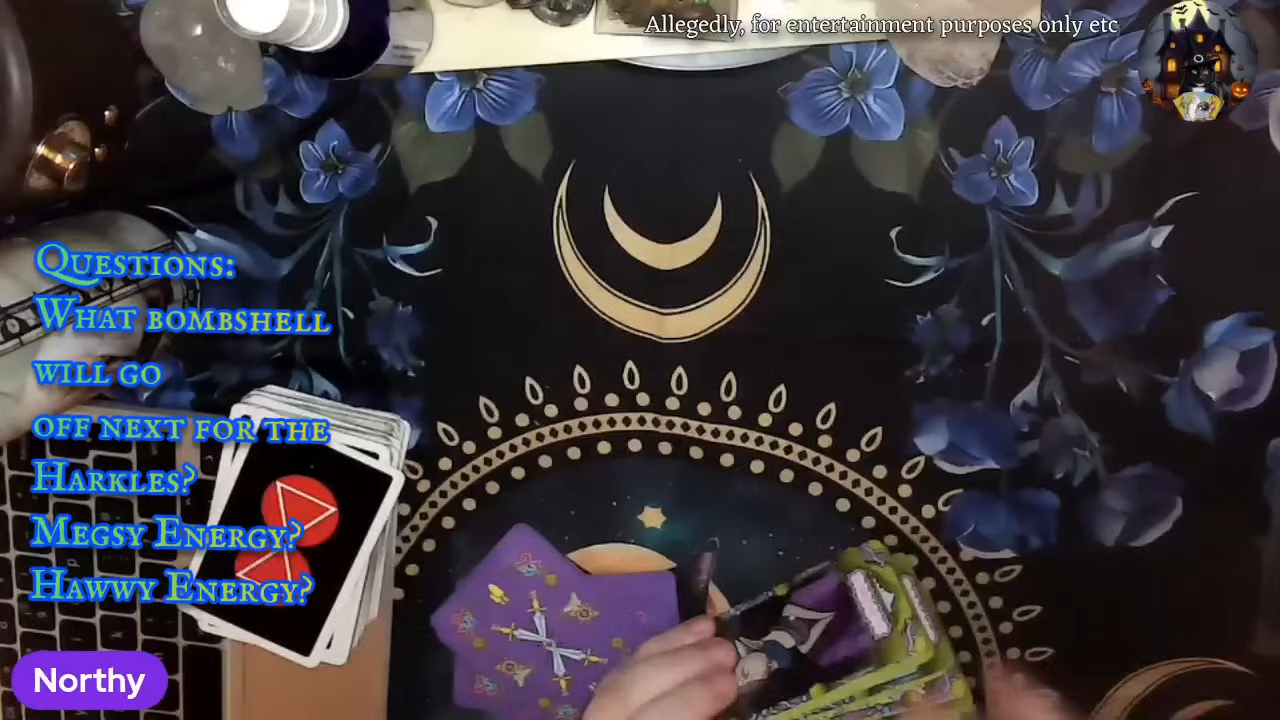 Allegedly, for entertainment purposes only etc
Questions:
What bombshell
will go
off next for the
Harkles?
Megsy Energy?
Hawwy Energy?
Northy